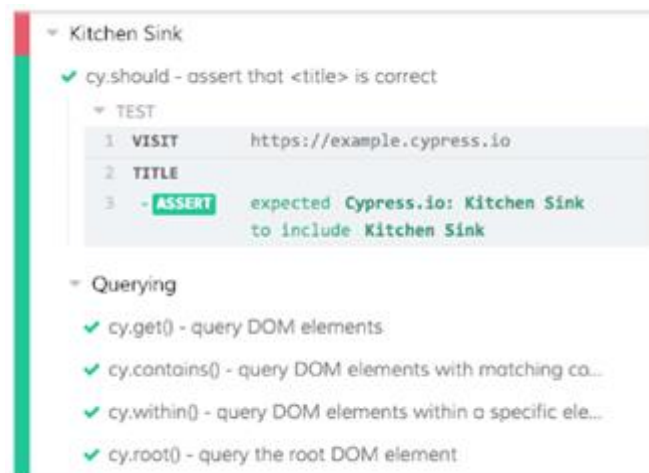 Kitchen Sink
cy.should - assert that <title> is correct
TEST
1 VISIT https://example.cypress.io
2 TITLE
3 - ASSERT expected Cypress.io: Kitchen Sink
to include Kitchen Sink
Querying
cy.get() - query DOM elements
cy.contains() - query DOM elements with matching co...
cy.within() - query DOM elements within a specific ele...
cy.root() - query the root DOM element